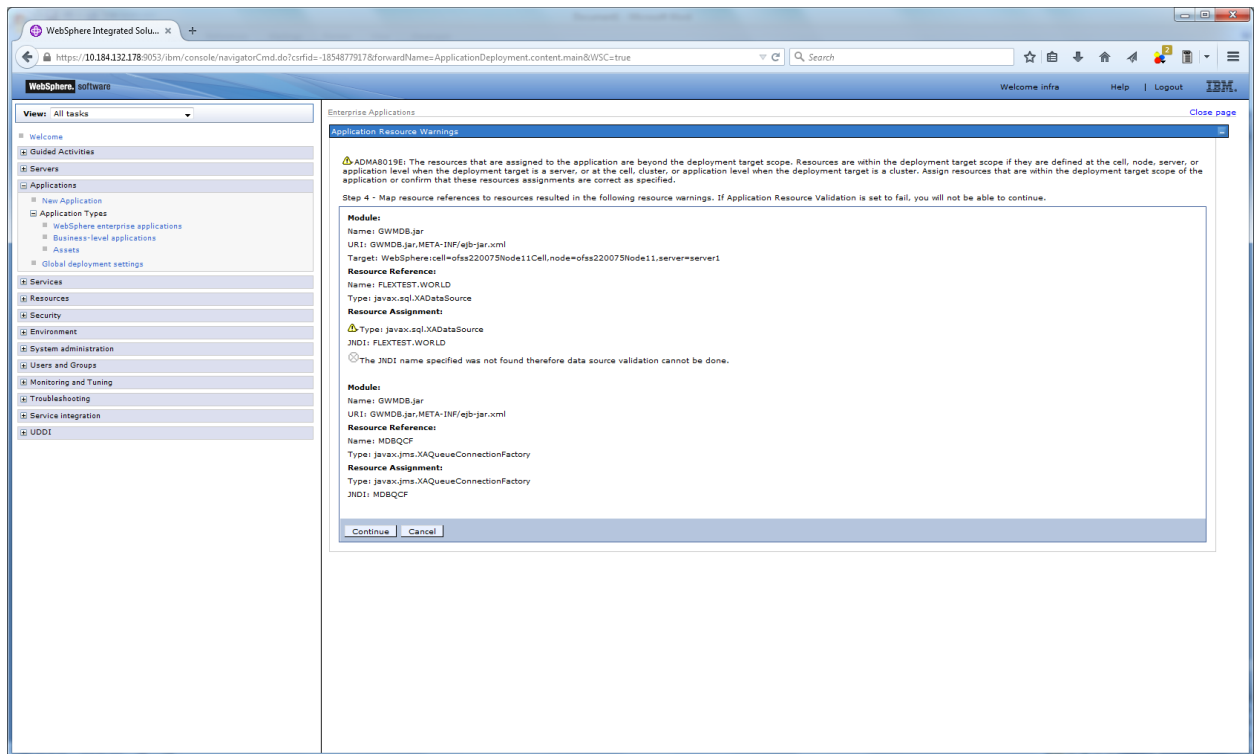 WebSphere Integrated Solu... × +
https://10.184.132.178:9053/ibm/console/navigatorCmd.do?csrfid=-1854877917&forwardName=ApplicationDeployment.content.main&WSC=true
Search
2
WebSphere. software
Welcome infra Help | Logout IBM.
View: All tasks
Welcome
Guided Activities
Servers
Applications
New Application
Application Types
WebSphere enterprise applications
Business-level applications
Assets
Global deployment settings
Services
Resources
Security
Environment
System administration
Users and Groups
Monitoring and Tuning
Troubleshooting
Service integration
UDDI
Enterprise Applications Close page
Application Resource Warnings
ADMA8019E: The resources that are assigned to the application are beyond the deployment target scope. Resources are within the deployment target scope if they are defined at the cell, node, server, or
application level when the deployment target is a server, or at the cell, cluster, or application level when the deployment target is a cluster. Assign resources that are within the deployment target scope of the
application or confirm that these resources assignments are correct as specified.
Step 4 - Map resource references to resources resulted in the following resource warnings. If Application Resource Validation is set to fail, you will not be able to continue.
Module:
Name: GWMDB.jar
URI: GWMDB.jar,META-INF/ejb-jar.xml
Target: WebSphere:cell=ofss220075Node11Cell,node=ofss220075Node11,server=server1
Resource Reference:
Name: FLEXTEST.WORLD
Type: javax.sql.XADataSource
Resource Assignment:
Type: javax.sql.XADataSource
JNDI: FLEXTEST.WORLD
The JNDI name specified was not found therefore data source validation cannot be done.
Module:
Name: GWMDB.jar
URI: GWMDB.jar,META-INF/ejb-jar.xml
Resource Reference:
Name: MDBQCF
Type: javax.jms.XAQueueConnectionFactory
Resource Assignment:
Type: javax.jms.XAQueueConnectionFactory
JNDI: MDBQCF
Continue Cancel